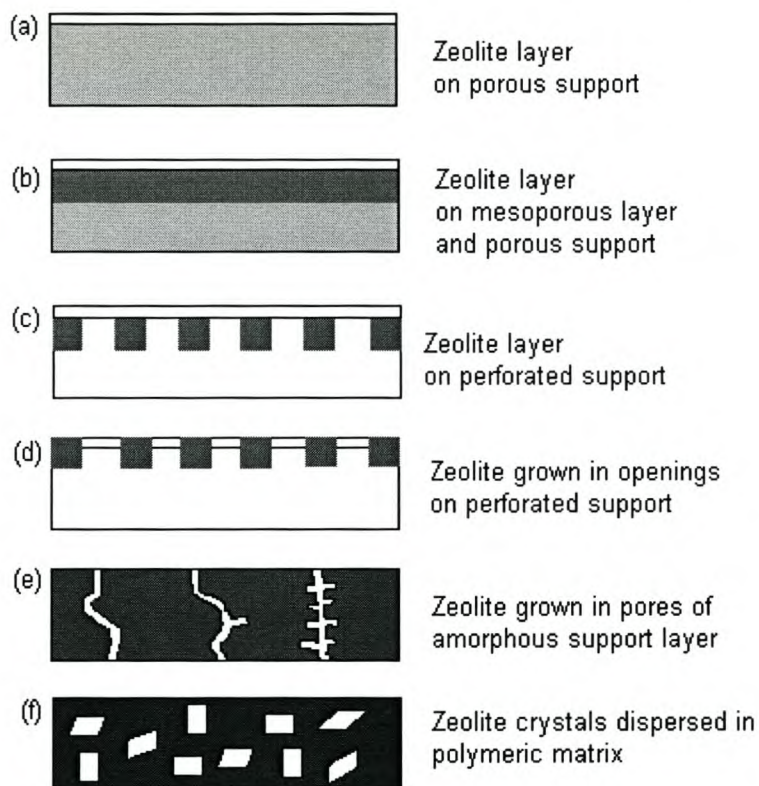 (a)
Zeolite layer
on porous support
(b)
Zeolite layer
on mesoporous layer
and porous support
(c)
Zeolite layer
on perforated support
(d)
Zeolite grown in openings
on perforated support
(e)
Zeolite grown in pores of
amorphous support layer
(f)
Zeolite crystals dispersed in
polymeric matrix